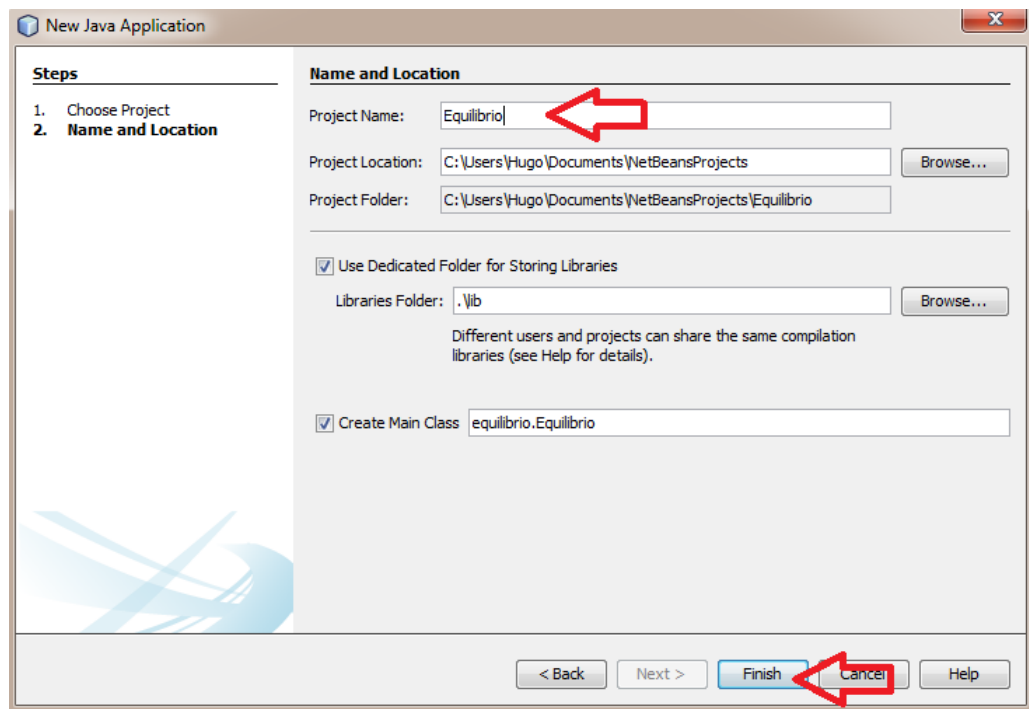 New Java Application
Steps
1. Choose Project
2. Name and Location
Name and Location
Project Name: Equilibrio
Project Location: C:\Users\Hugo\Documents\NetBeansProjects Browse...
Project Folder: C:\Users\Hugo\Documents\NetBeansProjects\Equilibrio
Use Dedicated Folder for Storing Libraries
Libraries Folder: .\lib Browse...
Different users and projects can share the same compilation
libraries (see Help for details).
Create Main Class equilibrio.Equilibrio
< Back Next > Finish Cancel Help